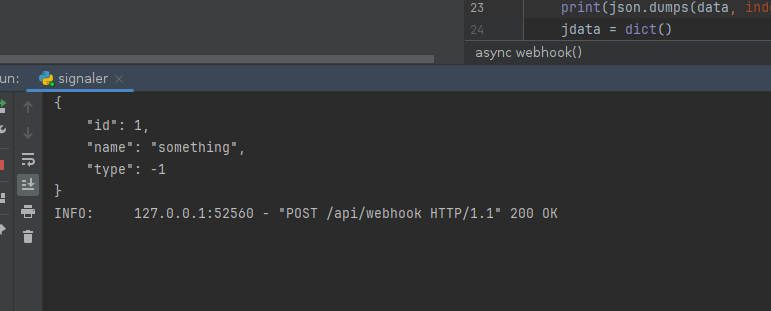 23 print(json.dumps(data, inde
24 jdata = dict()
async webhook()
un: signaler ×
{
    "id": 1,
    "name": "something",
    "type": -1
}
INFO:     127.0.0.1:52560 - "POST /api/webhook HTTP/1.1" 200 OK